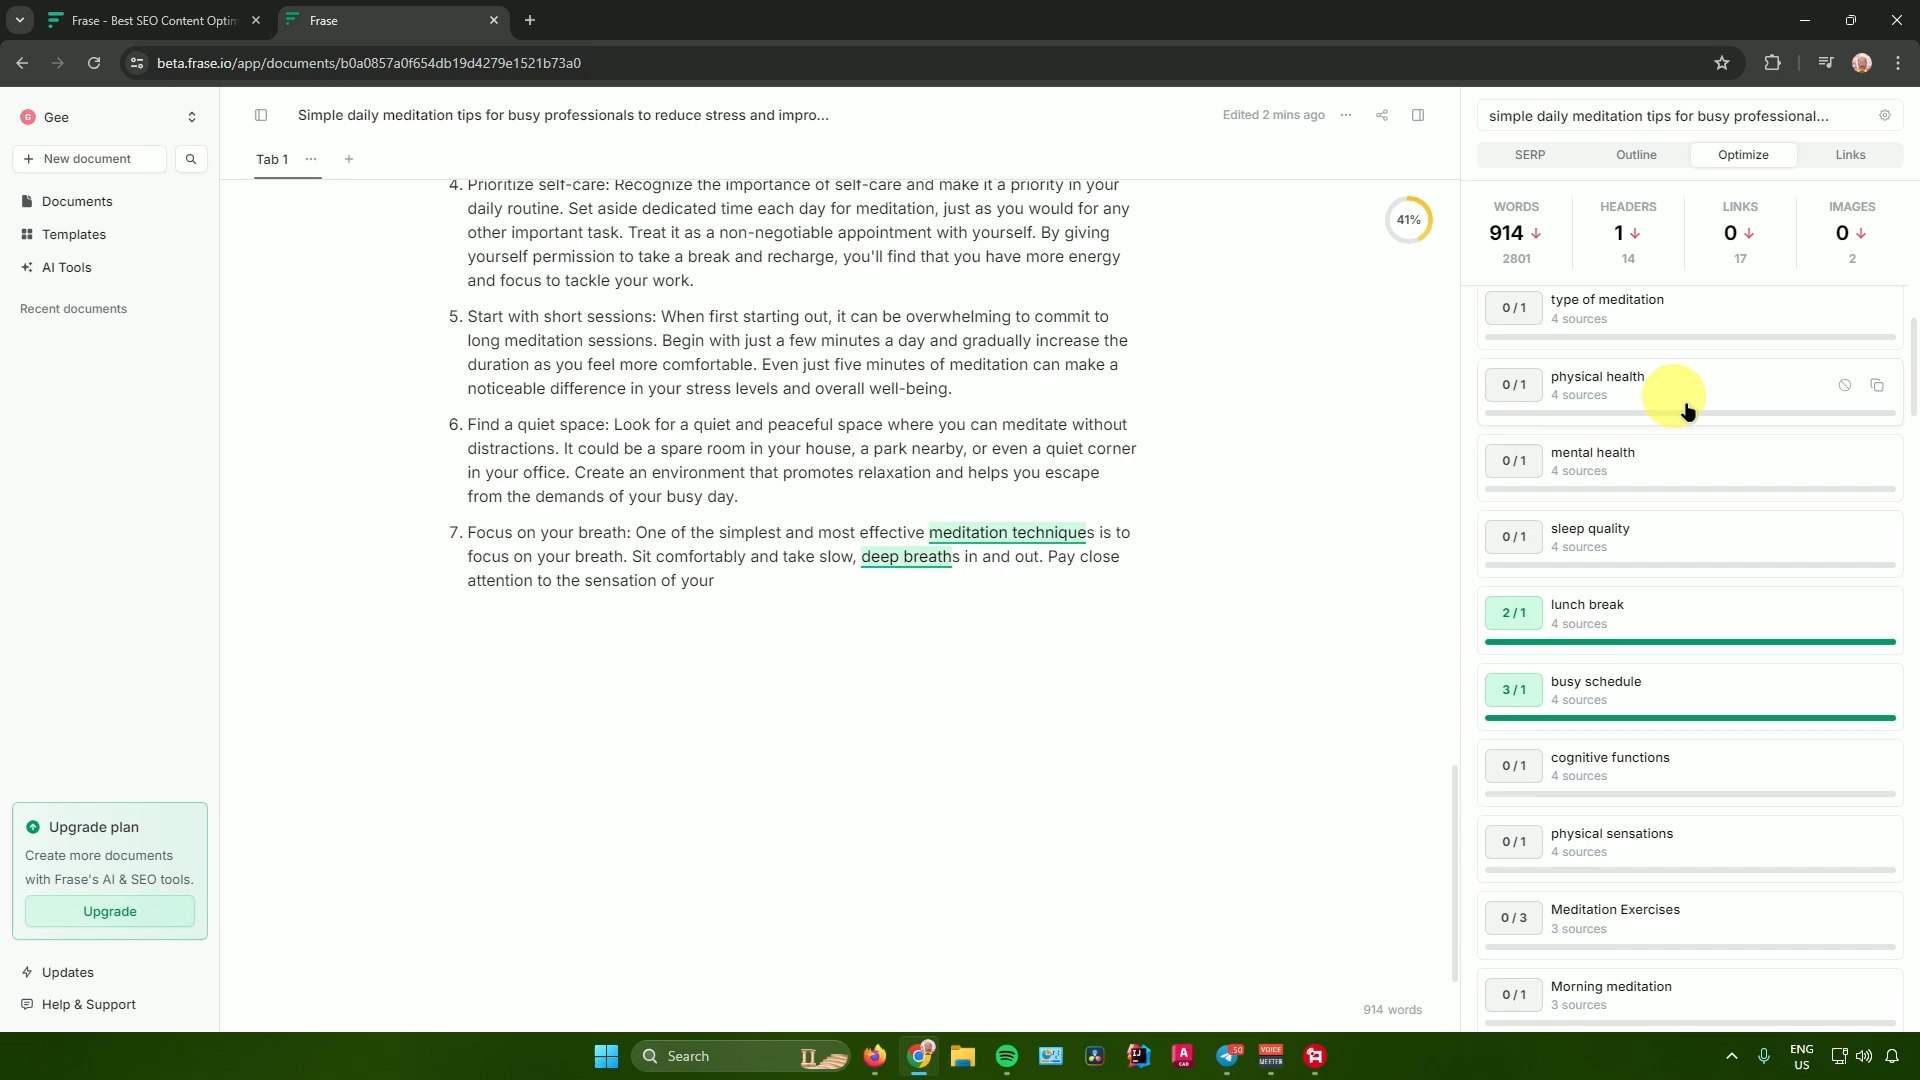 Frase - Best SEO Content Optim
Frase
beta.frase.io/app/documents/b0a0857a0f654db19d4279e1521b73a0
G Gee
New document
Documents
Templates
AI Tools
Recent documents
Upgrade plan
Create more documents
with Frase's AI & SEO tools.
Upgrade
Updates
Help & Support
Simple daily meditation tips for busy professionals to reduce stress and impro...
Edited 2 mins ago
Tab 1
4. Prioritize self-care: Recognize the importance of self-care and make it a priority in your
daily routine. Set aside dedicated time each day for meditation, just as you would for any
other important task. Treat it as a non-negotiable appointment with yourself. By giving
yourself permission to take a break and recharge, you'll find that you have more energy
and focus to tackle your work.
5. Start with short sessions: When first starting out, it can be overwhelming to commit to
long meditation sessions. Begin with just a few minutes a day and gradually increase the
duration as you feel more comfortable. Even just five minutes of meditation can make a
noticeable difference in your stress levels and overall well-being.
6. Find a quiet space: Look for a quiet and peaceful space where you can meditate without
distractions. It could be a spare room in your house, a park nearby, or even a quiet corner
in your office. Create an environment that promotes relaxation and helps you escape
from the demands of your busy day.
7. Focus on your breath: One of the simplest and most effective meditation techniques is to
focus on your breath. Sit comfortably and take slow, deep breaths in and out. Pay close
attention to the sensation of your
41%
914 words
simple daily meditation tips for busy professional...
SERP Outline Optimize Links
WORDS HEADERS LINKS IMAGES
914 1 0 0
2801 14 17 2
0 / 1 type of meditation
4 sources
0 / 1 physical health
4 sources
0 / 1 mental health
4 sources
0 / 1 sleep quality
4 sources
2 / 1 lunch break
4 sources
3 / 1 busy schedule
4 sources
0 / 1 cognitive functions
4 sources
0 / 1 physical sensations
4 sources
0 / 3 Meditation Exercises
3 sources
0 / 1 Morning meditation
3 sources
Search
50
VOICE
MEETER
A
CAD
IJ
ENG
US